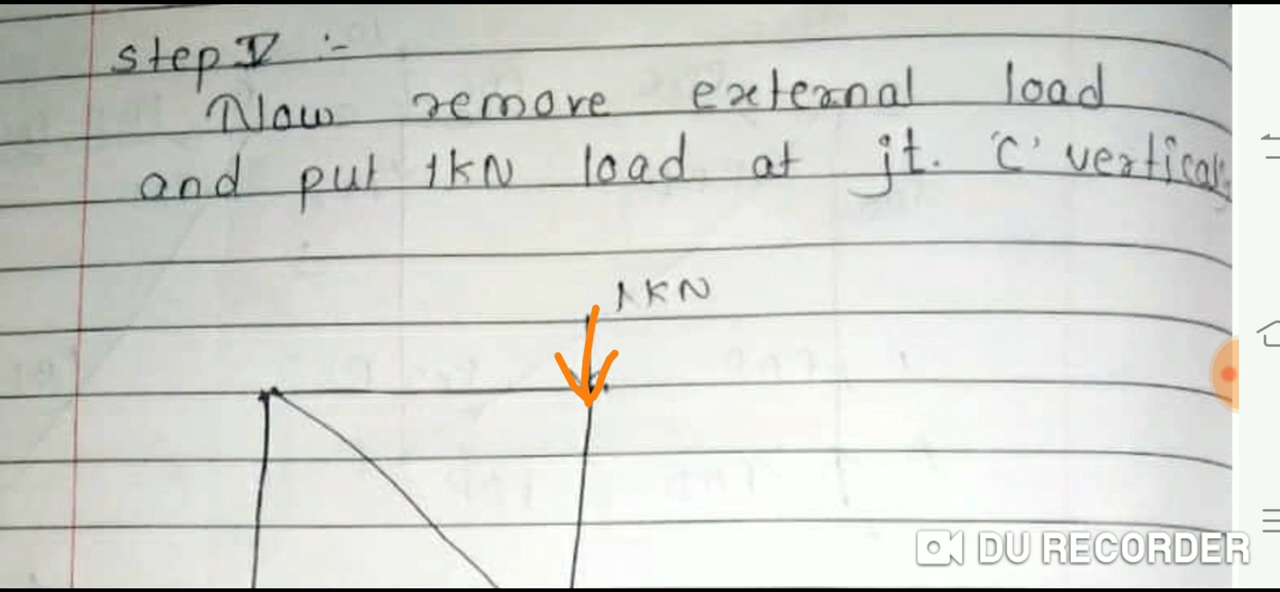 step V :-
Now remove external load
and put 1kN load at jt. 'C' vertical
1KN
DU RECORDER